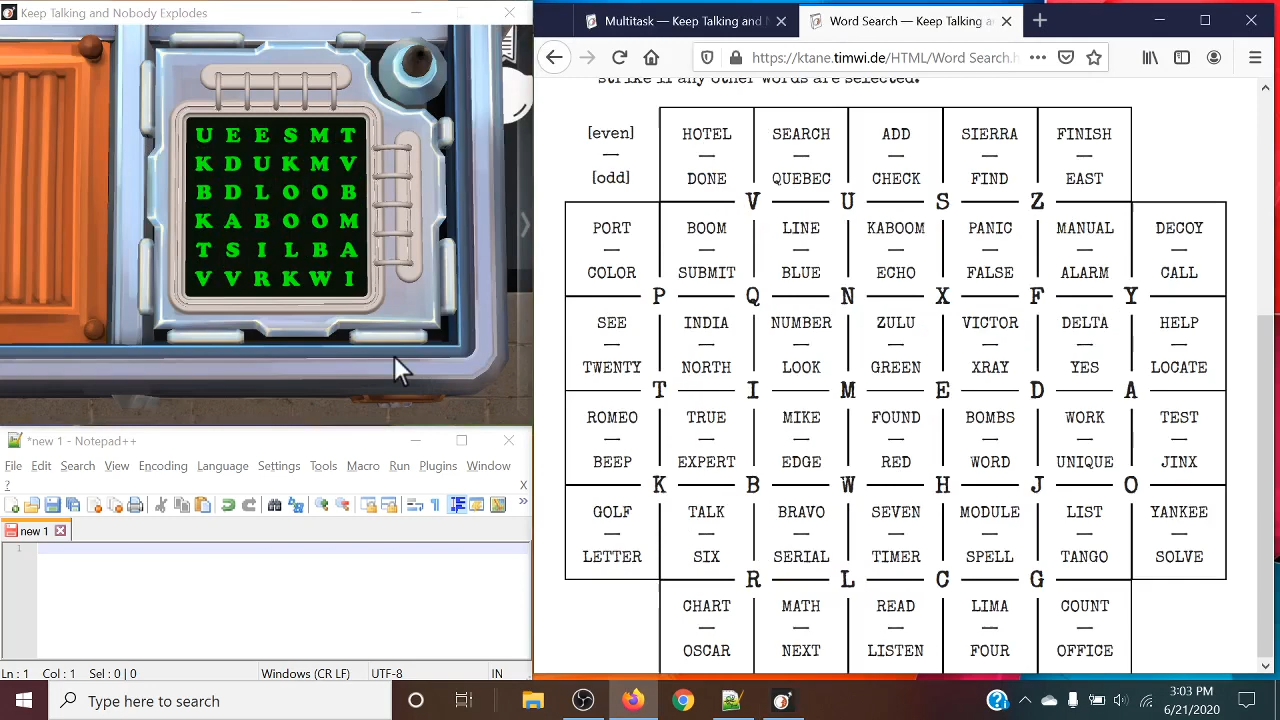 Keep Talking and Nobody Explodes
U E E S M T
K D U K M V
B D L O O B
K A B O O M
T S I L B A
V V R K W I
*new 1 - Notepad++
File Edit Search View Encoding Language Settings Tools Macro Run Plugins Window
?
X
new 1
1
Ln : 1 Col : 1 Sel : 0 | 0 Windows (CR LF) UTF-8 IN
Multitask — Keep Talking and N
Word Search — Keep Talking an
https://ktane.timwi.de/HTML/Word Search.h
strike if any other words are selected.
[even] HOTEL SEARCH ADD SIERRA FINISH
[odd] DONE QUEBEC CHECK FIND EAST
V U S Z
PORT BOOM LINE KABOOM PANIC MANUAL DECOY
COLOR SUBMIT BLUE ECHO FALSE ALARM CALL
P Q N X F Y
SEE INDIA NUMBER ZULU VICTOR DELTA HELP
TWENTY NORTH LOOK GREEN XRAY YES LOCATE
T I M E D A
ROMEO TRUE MIKE FOUND BOMBS WORK TEST
BEEP EXPERT EDGE RED WORD UNIQUE JINX
K B W H J O
GOLF TALK BRAVO SEVEN MODULE LIST YANKEE
LETTER SIX SERIAL TIMER SPELL TANGO SOLVE
R L C G
CHART MATH READ LIMA COUNT
OSCAR NEXT LISTEN FOUR OFFICE
Type here to search
3:03 PM
6/21/2020